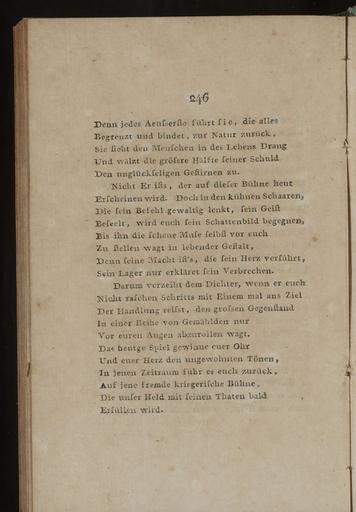 246
Denn jedes Aeuſserſte führt ſie, die alles
Begrenzt und bindet, zur Natur zurück,
Sie ſieht den Menſchen in des Lebens Drang
Und wälzt die gröſsre Hälfte ſeiner Schuld
Den unglückſeligen Geſtirnen zu.
Nicht Er iſts, der auf dieſer Bühne heut
Erſcheinen wird. Doch in den kühnen Schaaren,
Die ſein Befehl gewaltig lenkt, ſein Geiſt
Beſeelt, wird euch ſein Schattenbild begegnen,
Bis ihn die ſcheue Muſe ſelbſt vor euch
Zu ſtellen wagt in lebender Geſtalt,
Denn ſeine Macht iſt's, die ſein Herz verführt,
Sein Lager nur erkläret ſein Verbrechen.
Darum verzeiht dem Dichter, wenn er euch
Nicht raſchen Schritts mit Einem mal ans Ziel
Der Handlung reiſst, den groſsen Gegenſtand
In einer Reihe von Gemählden nur
Vor euren Augen abzurollen wagt.
Das heutge Spiel gewinne euer Ohr
Und euer Herz den ungewohnten Tönen,
In jenen Zeitraum führ es euch zurück,
Auf jene fremde kriegeriſche Bühne,
Die unſer Held mit ſeinen Thaten bald
Erfüllen wird.